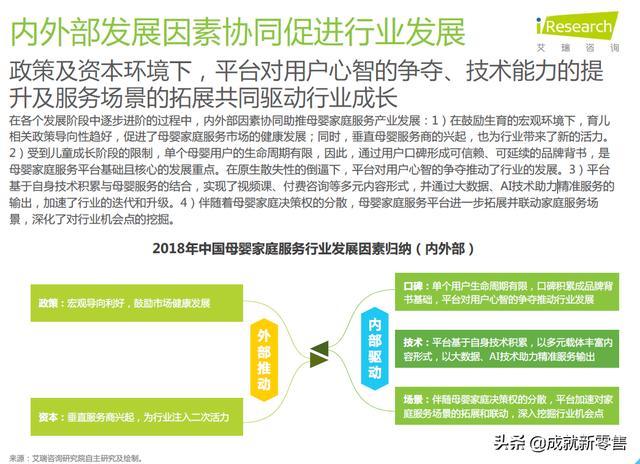 内外部发展因素协同促进行业发展
iResearch
艾瑞咨询
政策及资本环境下，平台对用户心智的争夺、技术能力的提
升及服务场景的拓展共同驱动行业成长
在各个发展阶段中逐步进阶的过程中，内外部因素协同助推母婴家庭服务产业发展：1）在鼓励生育的宏观环境下，育儿
相关政策导向性趋好，促进了母婴家庭服务市场的健康发展；同时，垂直母婴服务商的兴起，也为行业带来了新的活力。
2）受到儿童成长阶段的限制，单个母婴用户的生命周期有限，因此，通过用户口碑形成可信赖、可延续的品牌背书，是
母婴家庭服务平台基础且核心的发展重点。在原生散失性的倒逼下，平台对用户心智的争夺推动了行业的发展。3）平台
基于自身技术积累与母婴服务的结合，实现了视频课、付费咨询等多元内容形式，并通过大数据、AI技术助力精准服务的
输出，加速了行业的迭代和升级。4）伴随着母婴家庭决策权的分散，母婴家庭服务平台进一步拓展并联动家庭服务场
景，深化了对行业机会点的挖掘。
2018年中国母婴家庭服务行业发展因素归纳（内外部）
政策：宏观导向利好，鼓励市场健康发展
资本：垂直服务商兴起，为行业注入二次活力
外部推动
内部驱动
口碑：单个用户生命周期有限，口碑积累成品牌背
书基础，平台对用户心智的争夺推动行业发展
技术：平台基于自身技术积累，以多元载体丰富内
容形式，以大数据、AI技术助力精准服务输出
场景：伴随母婴家庭决策权的分散，平台加速对家
庭服务场景的拓展和联动，深入挖掘行业机会点
来源：艾瑞咨询研究院自主研究及绘制。
头条 @成就新零售